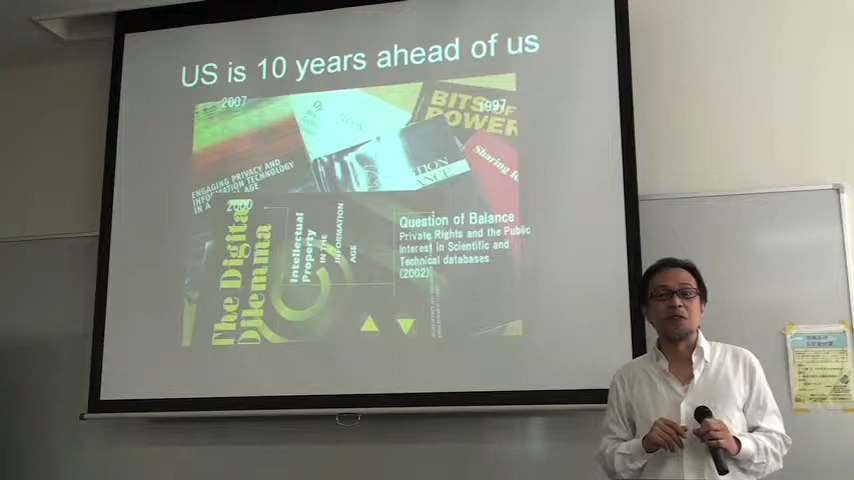 US is 10 years ahead of us
2007
1997
BITS OF
POWER
ENGAGING PRIVACY AND
INFORMATION TECHNOLOGY
IN A
AGE
Sharing
2000
The Digital
Dilemma
Intellectual
Property
IN THE
INFORMATION
AGE
Question of Balance
Private Rights and the Public
Interest in Scientific and
Technical databases
(2002)